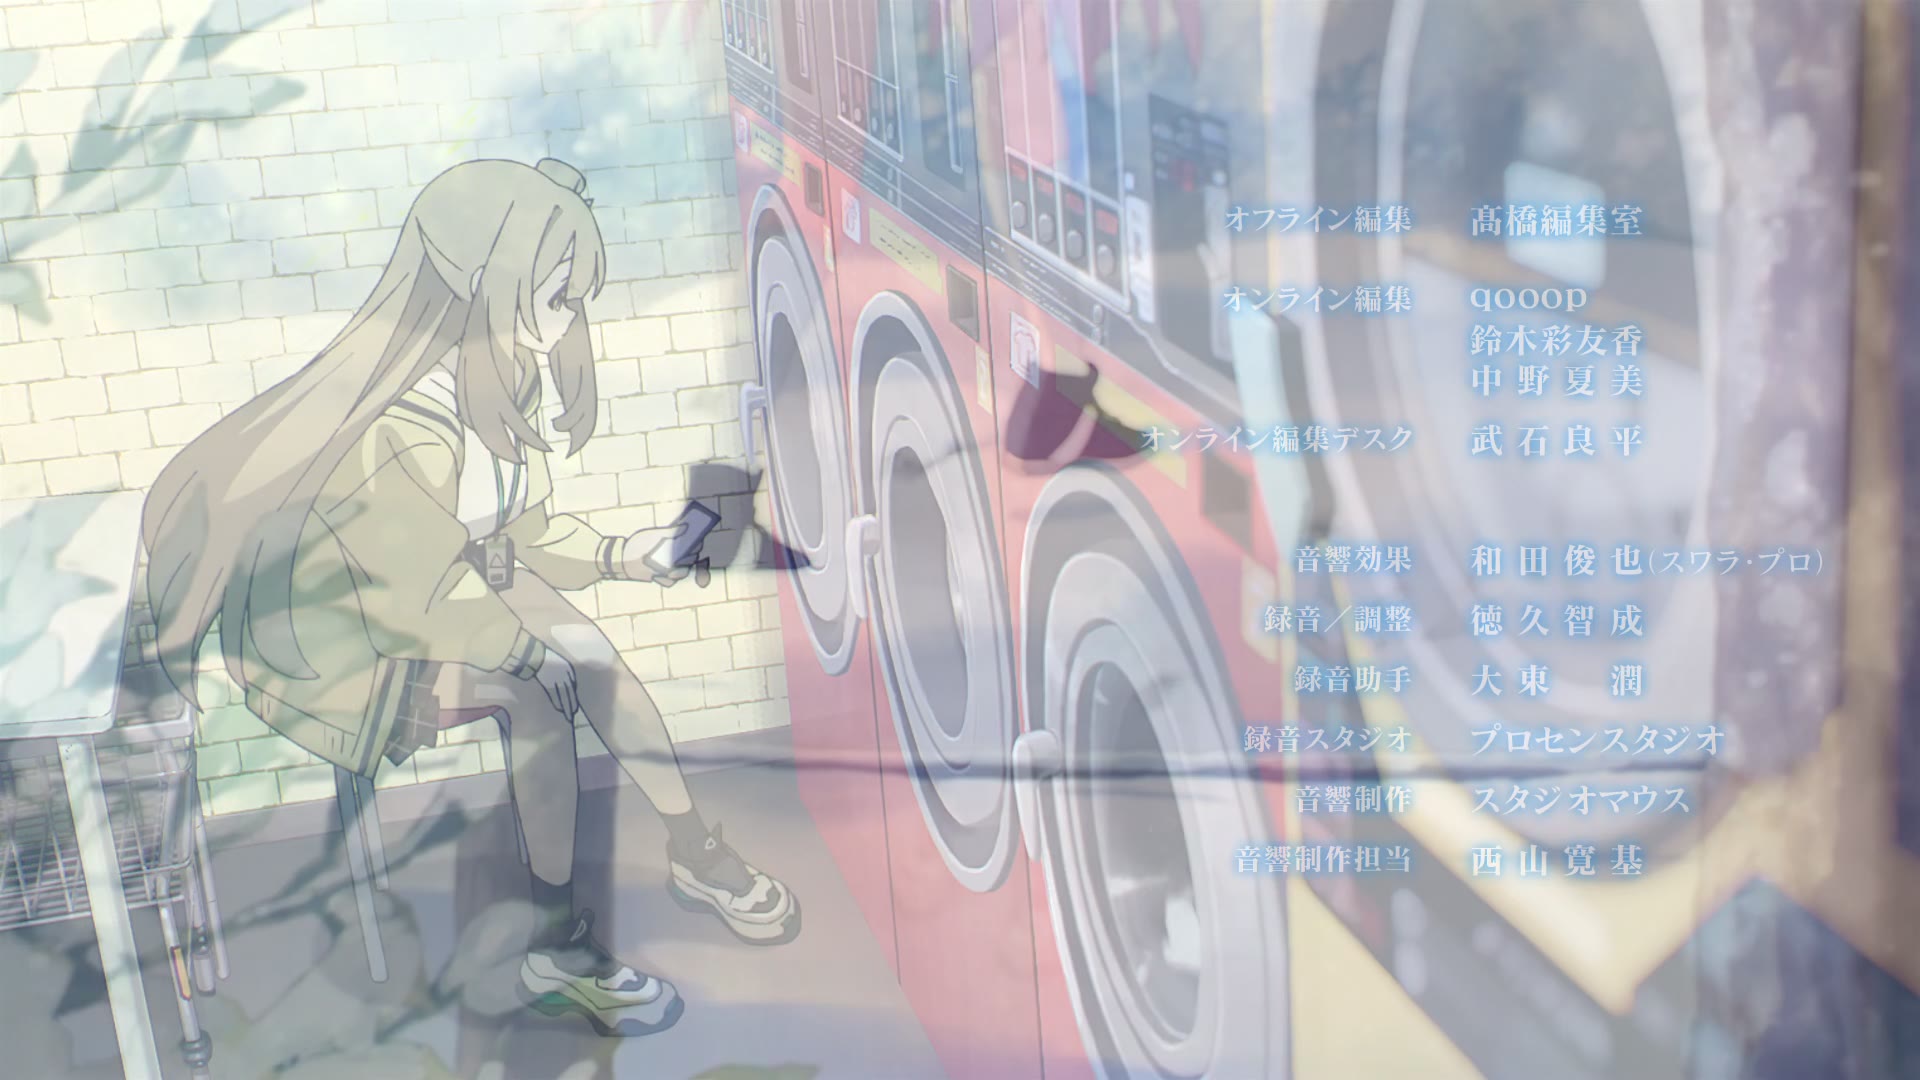 オフライン編集 髙橋編集室
オンライン編集 qooop
鈴木彩友香
中野夏美
オンライン編集デスク 武石良平
音響効果 和田俊也(スワラ・プロ)
録音／調整 徳久智成
録音助手 大東 潤
録音スタジオ プロセンスタジオ
音響制作 スタジオマウス
音響制作担当 西山寛基